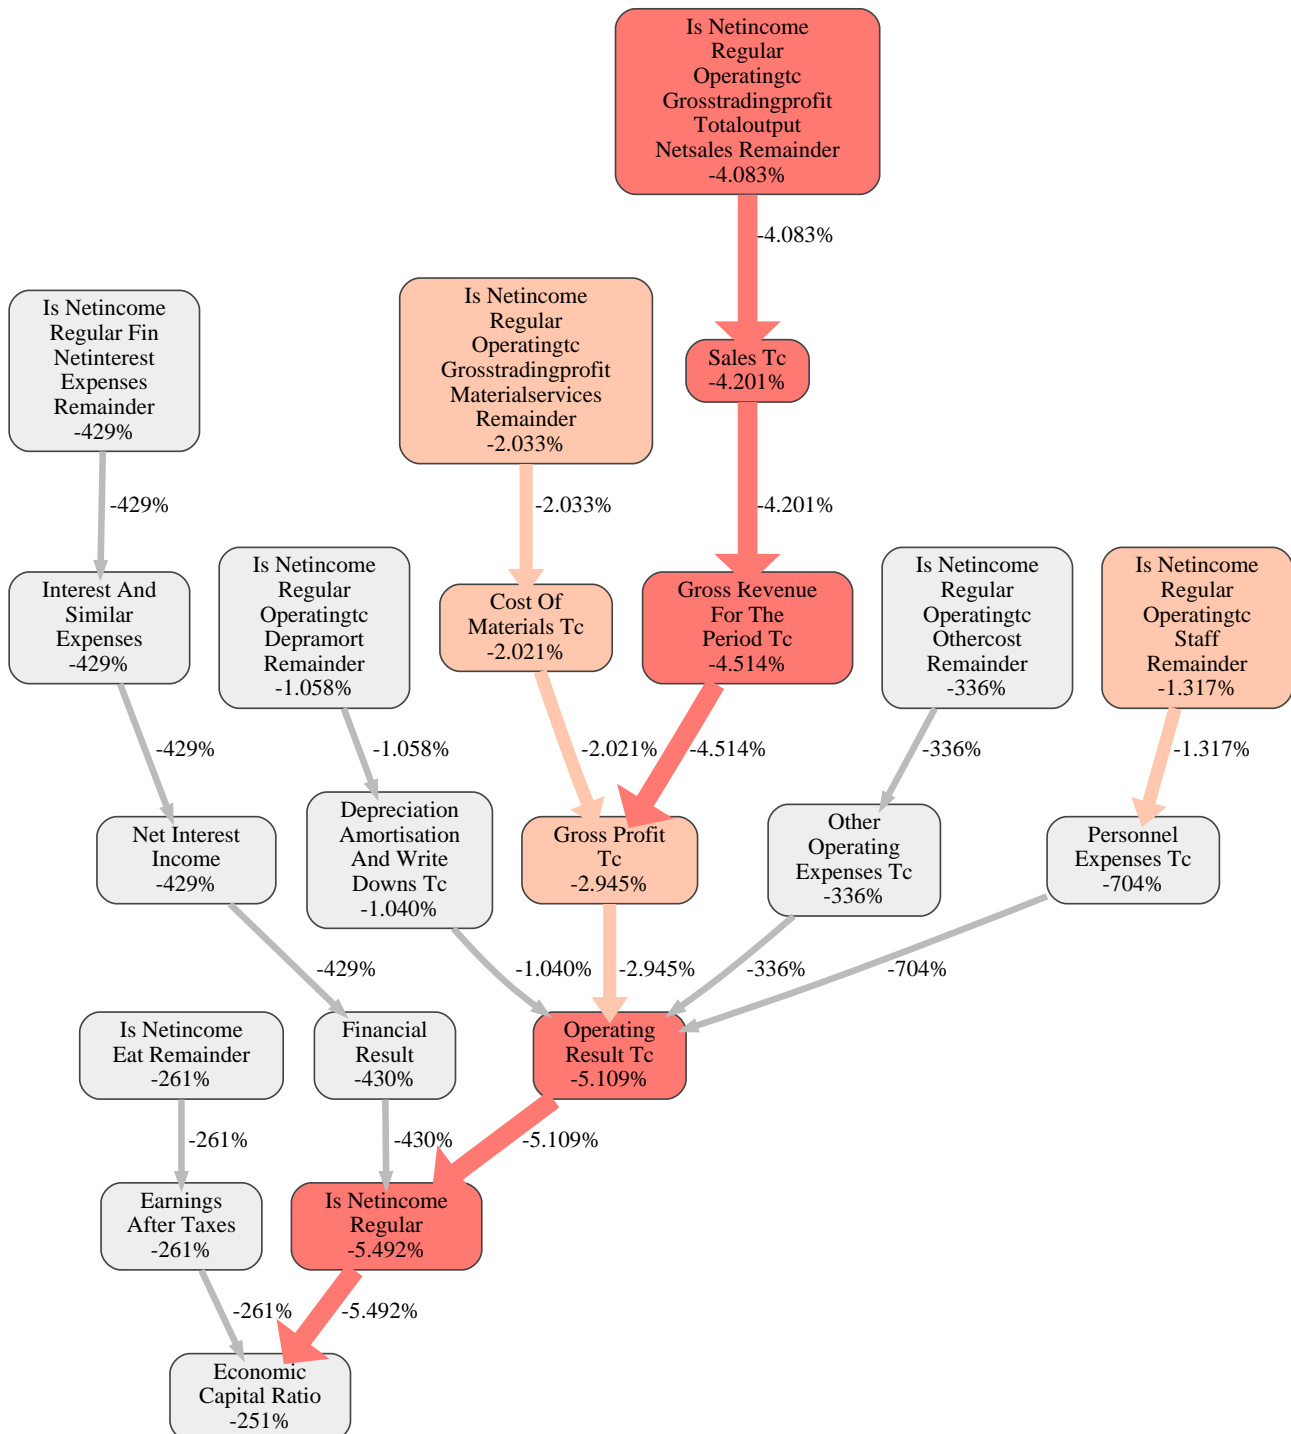 Is Netincome
Regular
Operatingtc
Grosstradingprofit
Totaloutput
Netsales Remainder
-4.083%
-4.083%
Is Netincome
Regular Fin
Netinterest
Expenses
Remainder
-429%
Is Netincome
Regular
Operatingtc
Grosstradingprofit
Materialservices
Remainder
-2.033%
Sales Tc
-4.201%
-429%
-2.033%
-4.201%
Interest And
Similar
Expenses
-429%
Is Netincome
Regular
Operatingtc
Depramort
Remainder
-1.058%
Cost Of
Materials Tc
-2.021%
Gross Revenue
For The
Period Tc
-4.514%
Is Netincome
Regular
Operatingtc
Othercost
Remainder
-336%
Is Netincome
Regular
Operatingtc
Staff
Remainder
-1.317%
-429%
-1.058%
-2.021%
-4.514%
-336%
-1.317%
Net Interest
Income
-429%
Depreciation
Amortisation
And Write
Downs Tc
-1.040%
Gross Profit
Tc
-2.945%
Other
Operating
Expenses Tc
-336%
Personnel
Expenses Tc
-704%
-429%
-1.040%
-2.945%
-336%
-704%
Is Netincome
Eat Remainder
-261%
Financial
Result
-430%
Operating
Result Tc
-5.109%
-261%
-430%
-5.109%
Earnings
After Taxes
-261%
Is Netincome
Regular
-5.492%
-261%
-5.492%
Economic
Capital Ratio
-251%